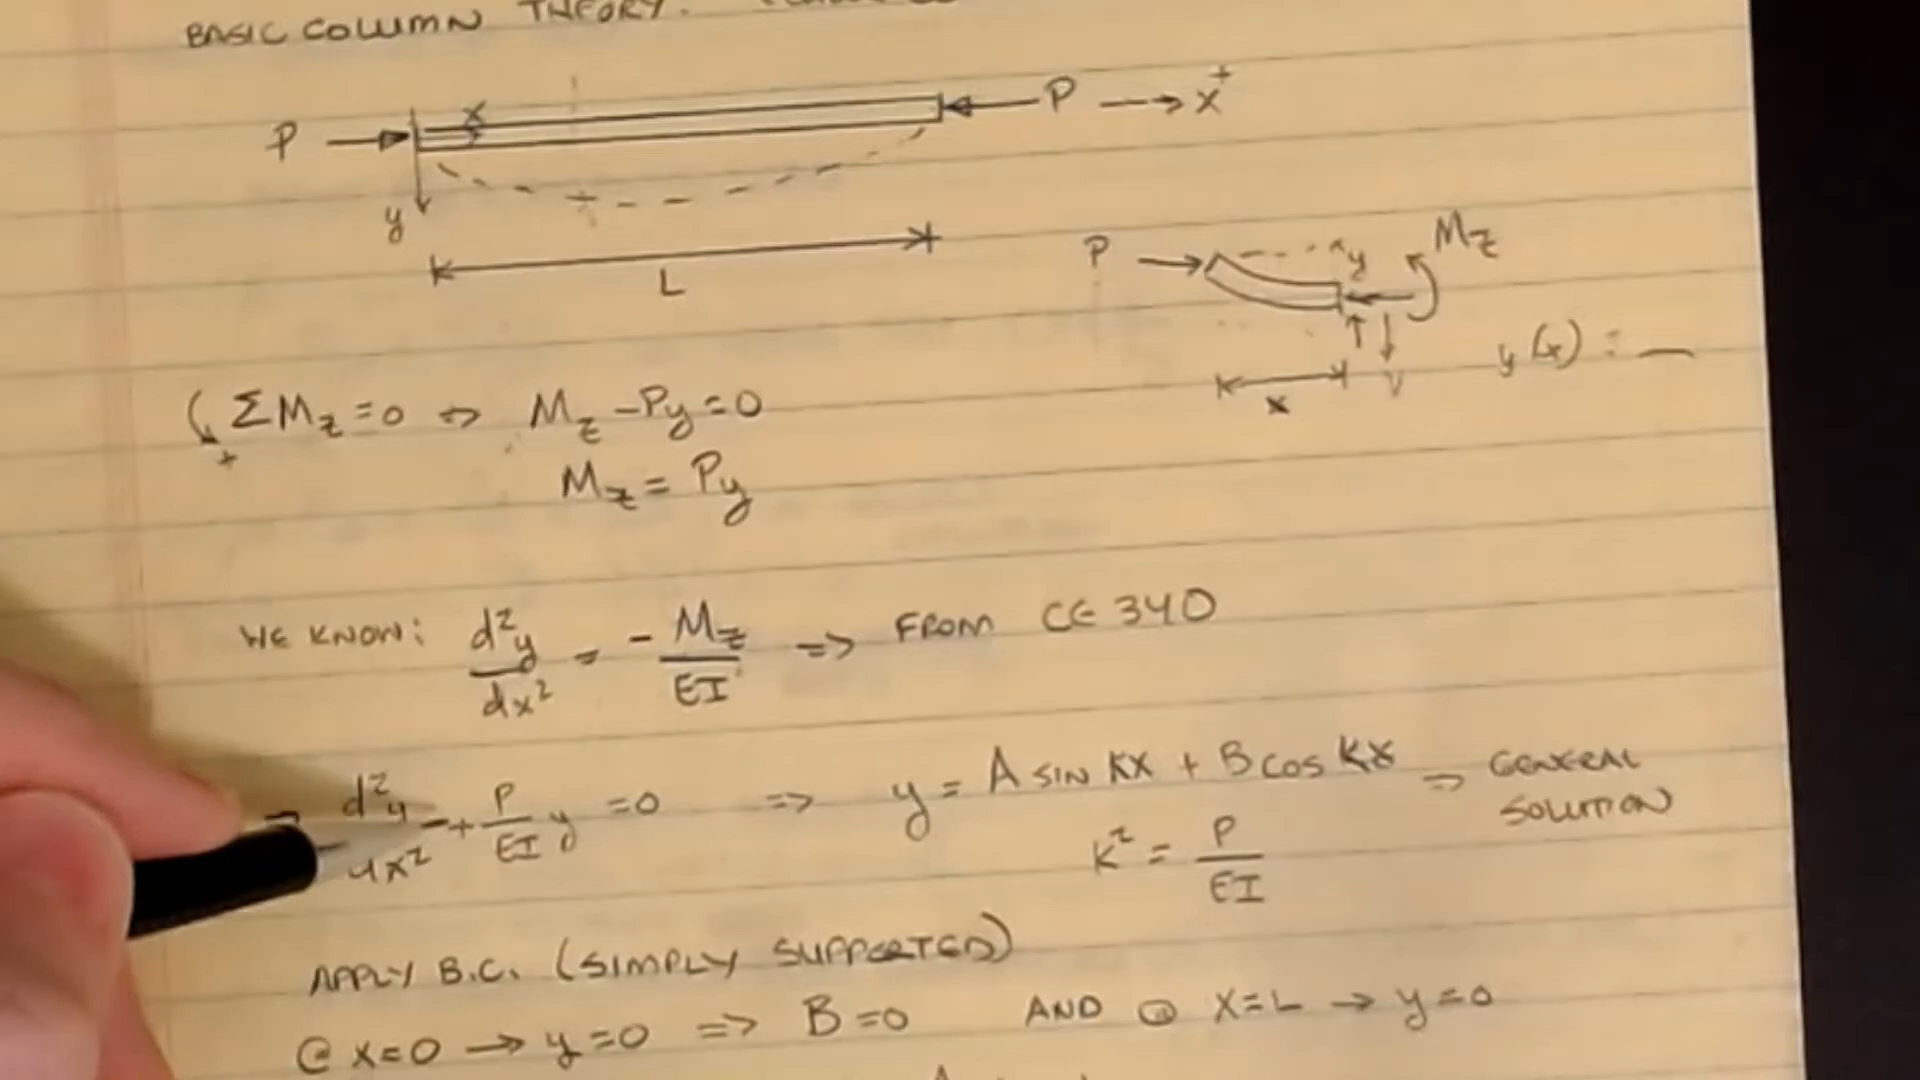 BASIC COLUMN THEORY.
P x P x+
y
L
P y Mz
V
x
y(x) = —
ΣMz = 0 => Mz - Py = 0
+
Mz = Py
WE KNOW: d²y/dx² = - Mz/EI => FROM CE 340
d²y/dx² + P/EI y = 0 => y = A SIN KX + B COS KX => GENERAL SOLUTION
K² = P/EI
APPLY B.C. (SIMPLY SUPPORTED)
@ X=0 → y=0 => B=0 AND @ X=L → y=0